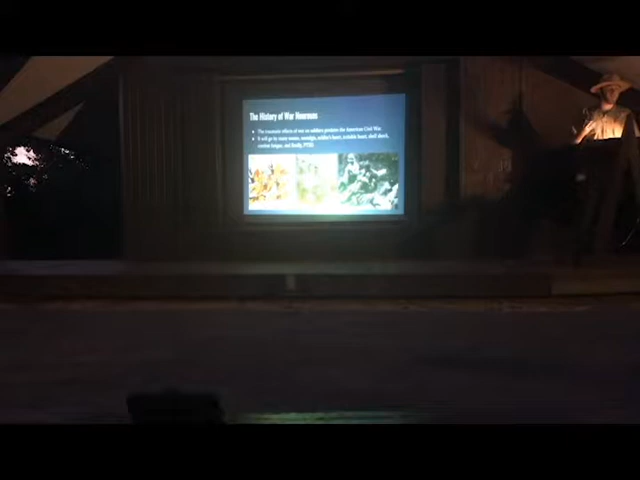 The History of War Neuroses
The traumatic effects of war on soldiers predates the American Civil War.
It will go by many names, nostalgia, soldier's heart, irritable heart, shell shock,
combat fatigue, and finally, PTSD.